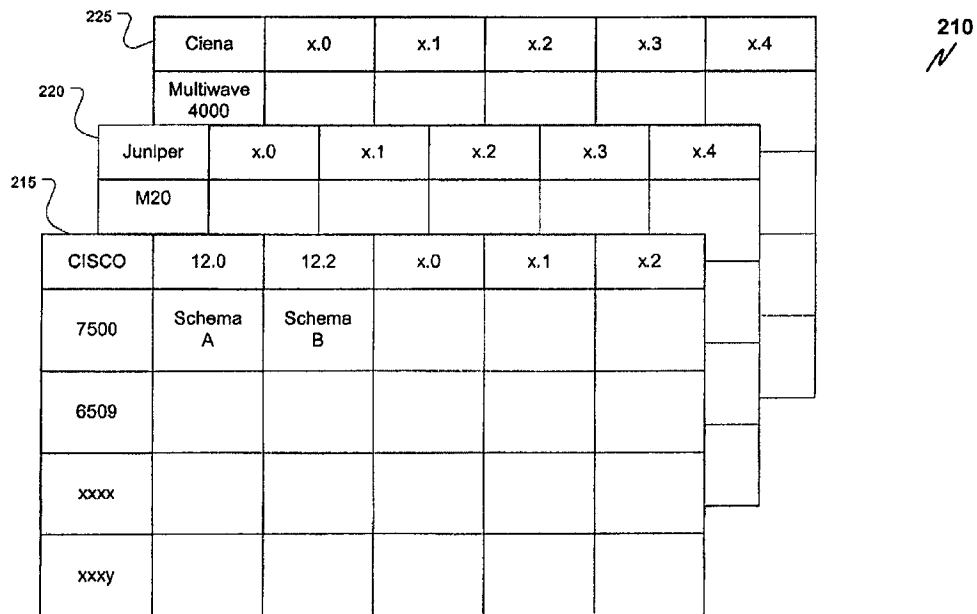 225
Ciena x.0 x.1 x.2 x.3 x.4
210
Multiwave
4000
220
Juniper x.0 x.1 x.2 x.3 x.4
M20
215
CISCO 12.0 12.2 x.0 x.1 x.2
7500
Schema
A
Schema
B
6509
xxxx
xxxy